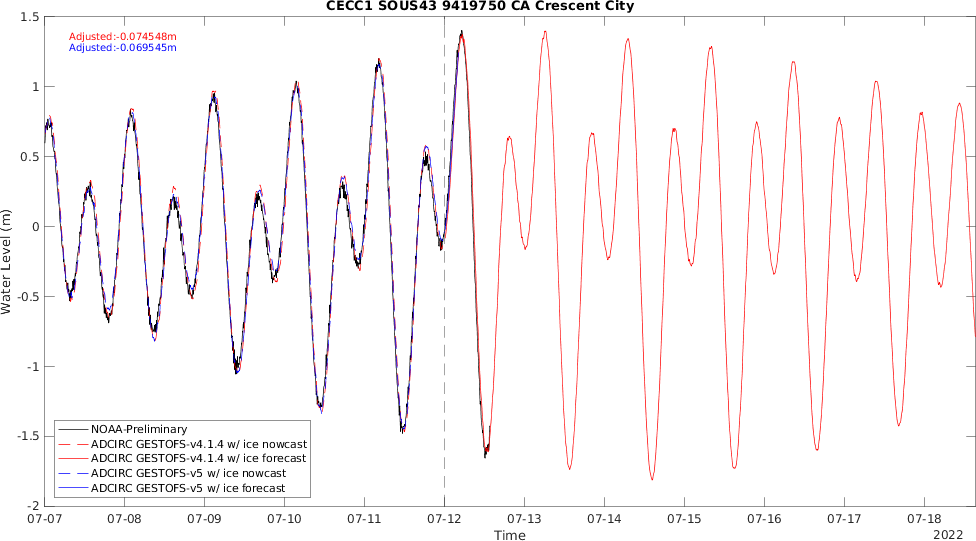 CECC1 SOUS43 9419750 CA Crescent City
Adjusted:-0.074548m
Adjusted:-0.069545m
1.5
1
0.5
0
-0.5
-1
-1.5
-2
Water Level (m)
NOAA-Preliminary
ADCIRC GESTOFS-v4.1.4 w/ ice nowcast
ADCIRC GESTOFS-v4.1.4 w/ ice forecast
ADCIRC GESTOFS-v5 w/ ice nowcast
ADCIRC GESTOFS-v5 w/ ice forecast
07-07 07-08 07-09 07-10 07-11 07-12 07-13 07-14 07-15 07-16 07-17 07-18
Time
2022